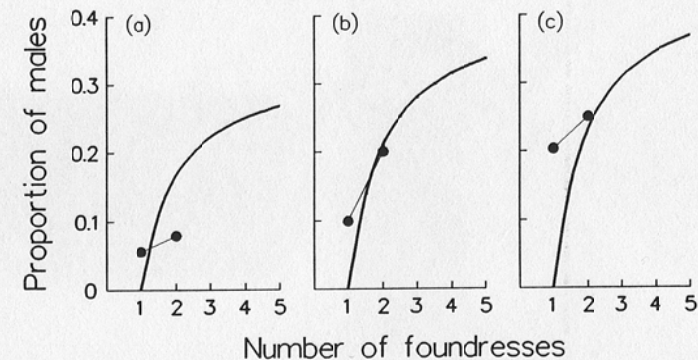 Proportion of males
0.4
0.3
0.2
0.1
0
(a)
(b)
(c)
1 2 3 4 5
1 2 3 4 5
1 2 3 4 5
Number of foundresses